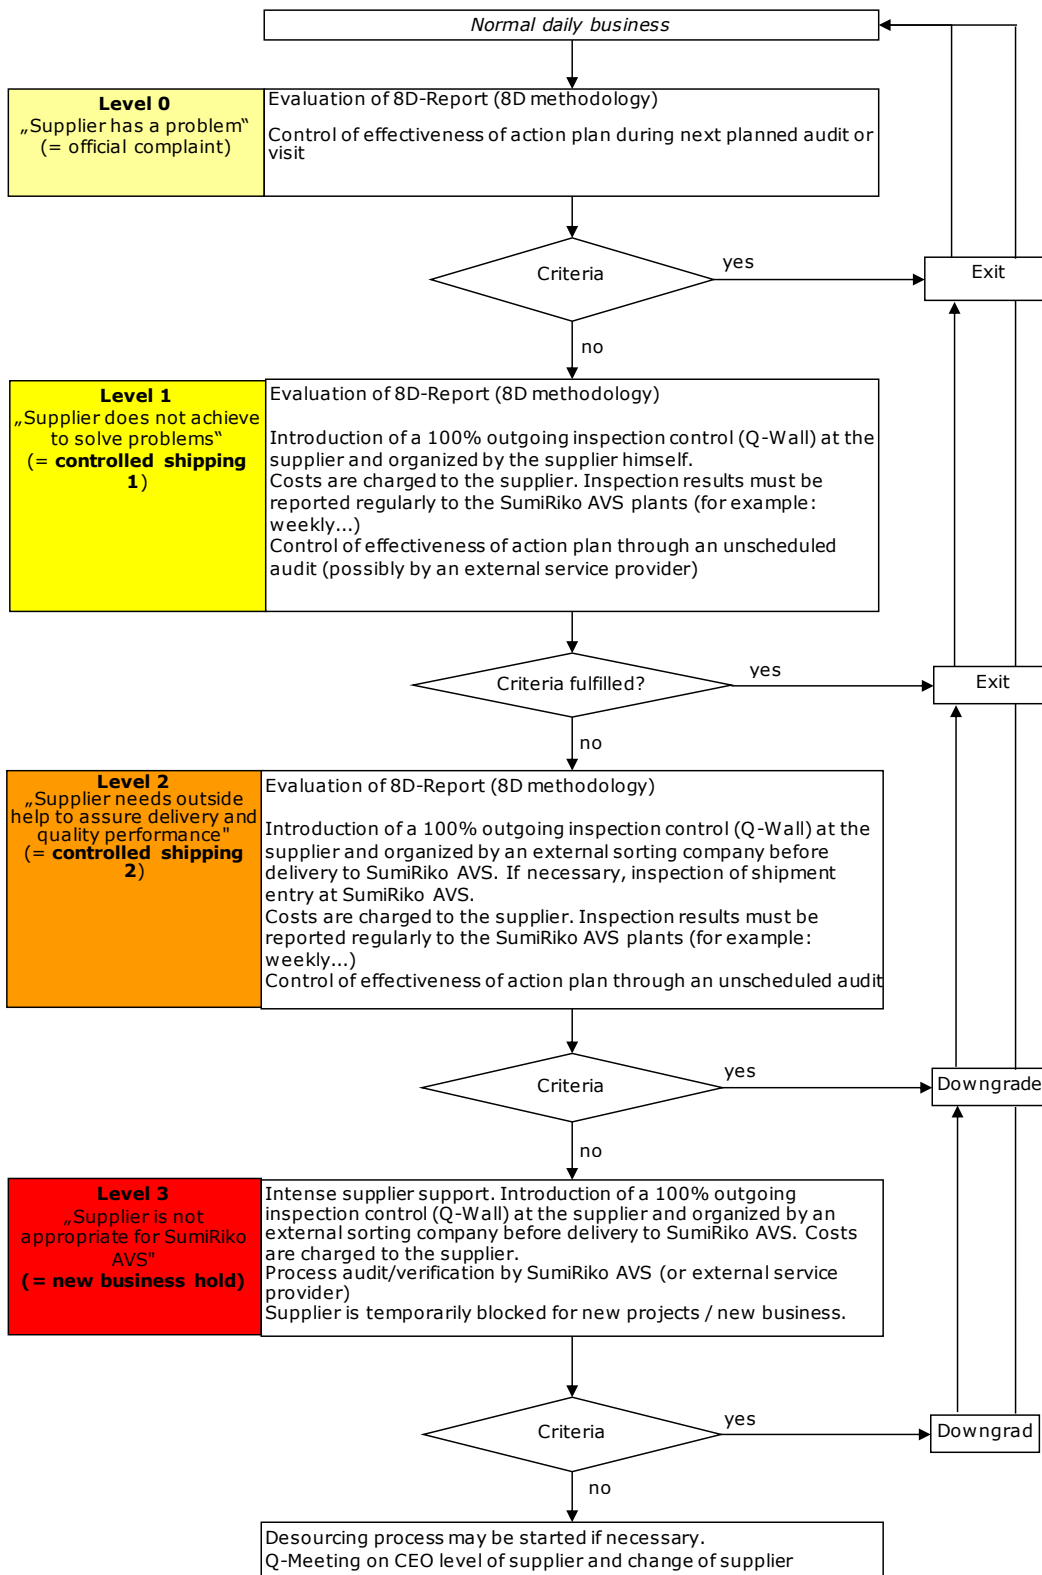 Normal daily business
Level 0
„Supplier has a problem“
(= official complaint)
Evaluation of 8D-Report (8D methodology)
Control of effectiveness of action plan during next planned audit or
visit
Criteria
yes
Exit
no
Level 1
„Supplier does not achieve
to solve problems“
(= controlled shipping
1)
Evaluation of 8D-Report (8D methodology)
Introduction of a 100% outgoing inspection control (Q-Wall) at the
supplier and organized by the supplier himself.
Costs are charged to the supplier. Inspection results must be
reported regularly to the SumiRiko AVS plants (for example:
weekly...)
Control of effectiveness of action plan through an unscheduled
audit (possibly by an external service provider)
Criteria fulfilled?
yes
Exit
no
Level 2
„Supplier needs outside
help to assure delivery and
quality performance"
(= controlled shipping
2)
Evaluation of 8D-Report (8D methodology)
Introduction of a 100% outgoing inspection control (Q-Wall) at the
supplier and organized by an external sorting company before
delivery to SumiRiko AVS. If necessary, inspection of shipment
entry at SumiRiko AVS.
Costs are charged to the supplier. Inspection results must be
reported regularly to the SumiRiko AVS plants (for example:
weekly...)
Control of effectiveness of action plan through an unscheduled audit
Criteria
yes
Downgrade
no
Level 3
„Supplier is not
appropriate for SumiRiko
AVS"
(= new business hold)
Intense supplier support. Introduction of a 100% outgoing
inspection control (Q-Wall) at the supplier and organized by an
external sorting company before delivery to SumiRiko AVS. Costs
are charged to the supplier.
Process audit/verification by SumiRiko AVS (or external service
provider)
Supplier is temporarily blocked for new projects / new business.
Criteria
yes
Downgrad
no
Desourcing process may be started if necessary.
Q-Meeting on CEO level of supplier and change of supplier